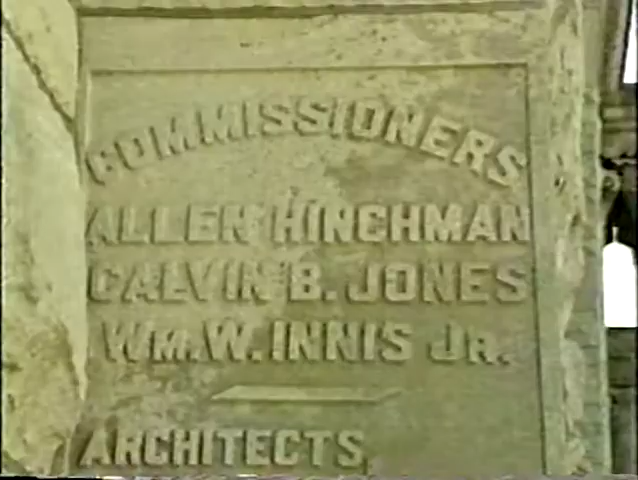 COMMISSIONERS
ALLEN HINCHMAN
CALVIN B. JONES
WM. W. INNIS JR.
ARCHITECTS,